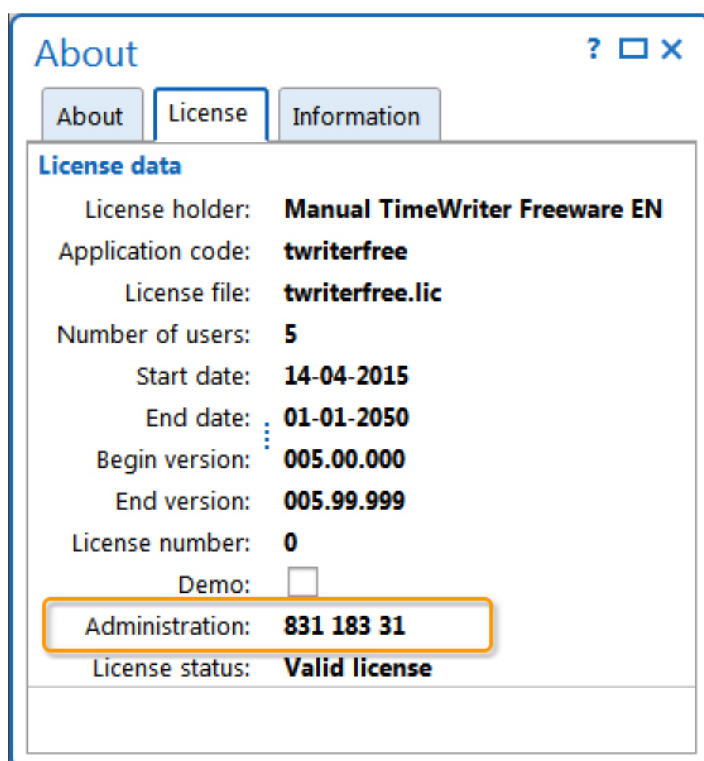 About ?
About License Information
License data
License holder: Manual TimeWriter Freeware EN
Application code: twriterfree
License file: twriterfree.lic
Number of users: 5
Start date: 14-04-2015
End date: 01-01-2050
Begin version: 005.00.000
End version: 005.99.999
License number: 0
Demo:
Administration: 831 183 31
License status: Valid license